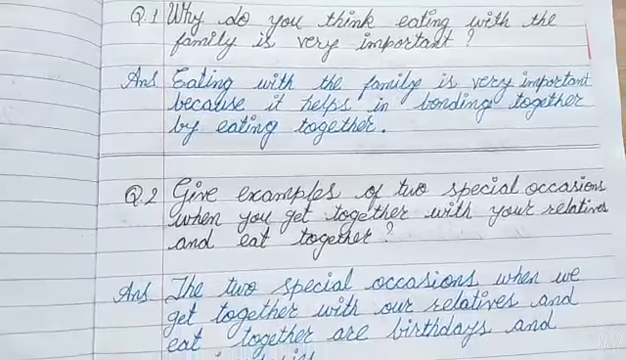 Q.1 Why do you think eating with the
family is very important?
Ans Eating with the family is very important
because it helps in bonding together
by eating together.
Q.2 Give examples of two special occasions
when you get together with your relatives
and eat together?
Ans The two special occasions when we
get together with our relatives and
eat together are birthdays and